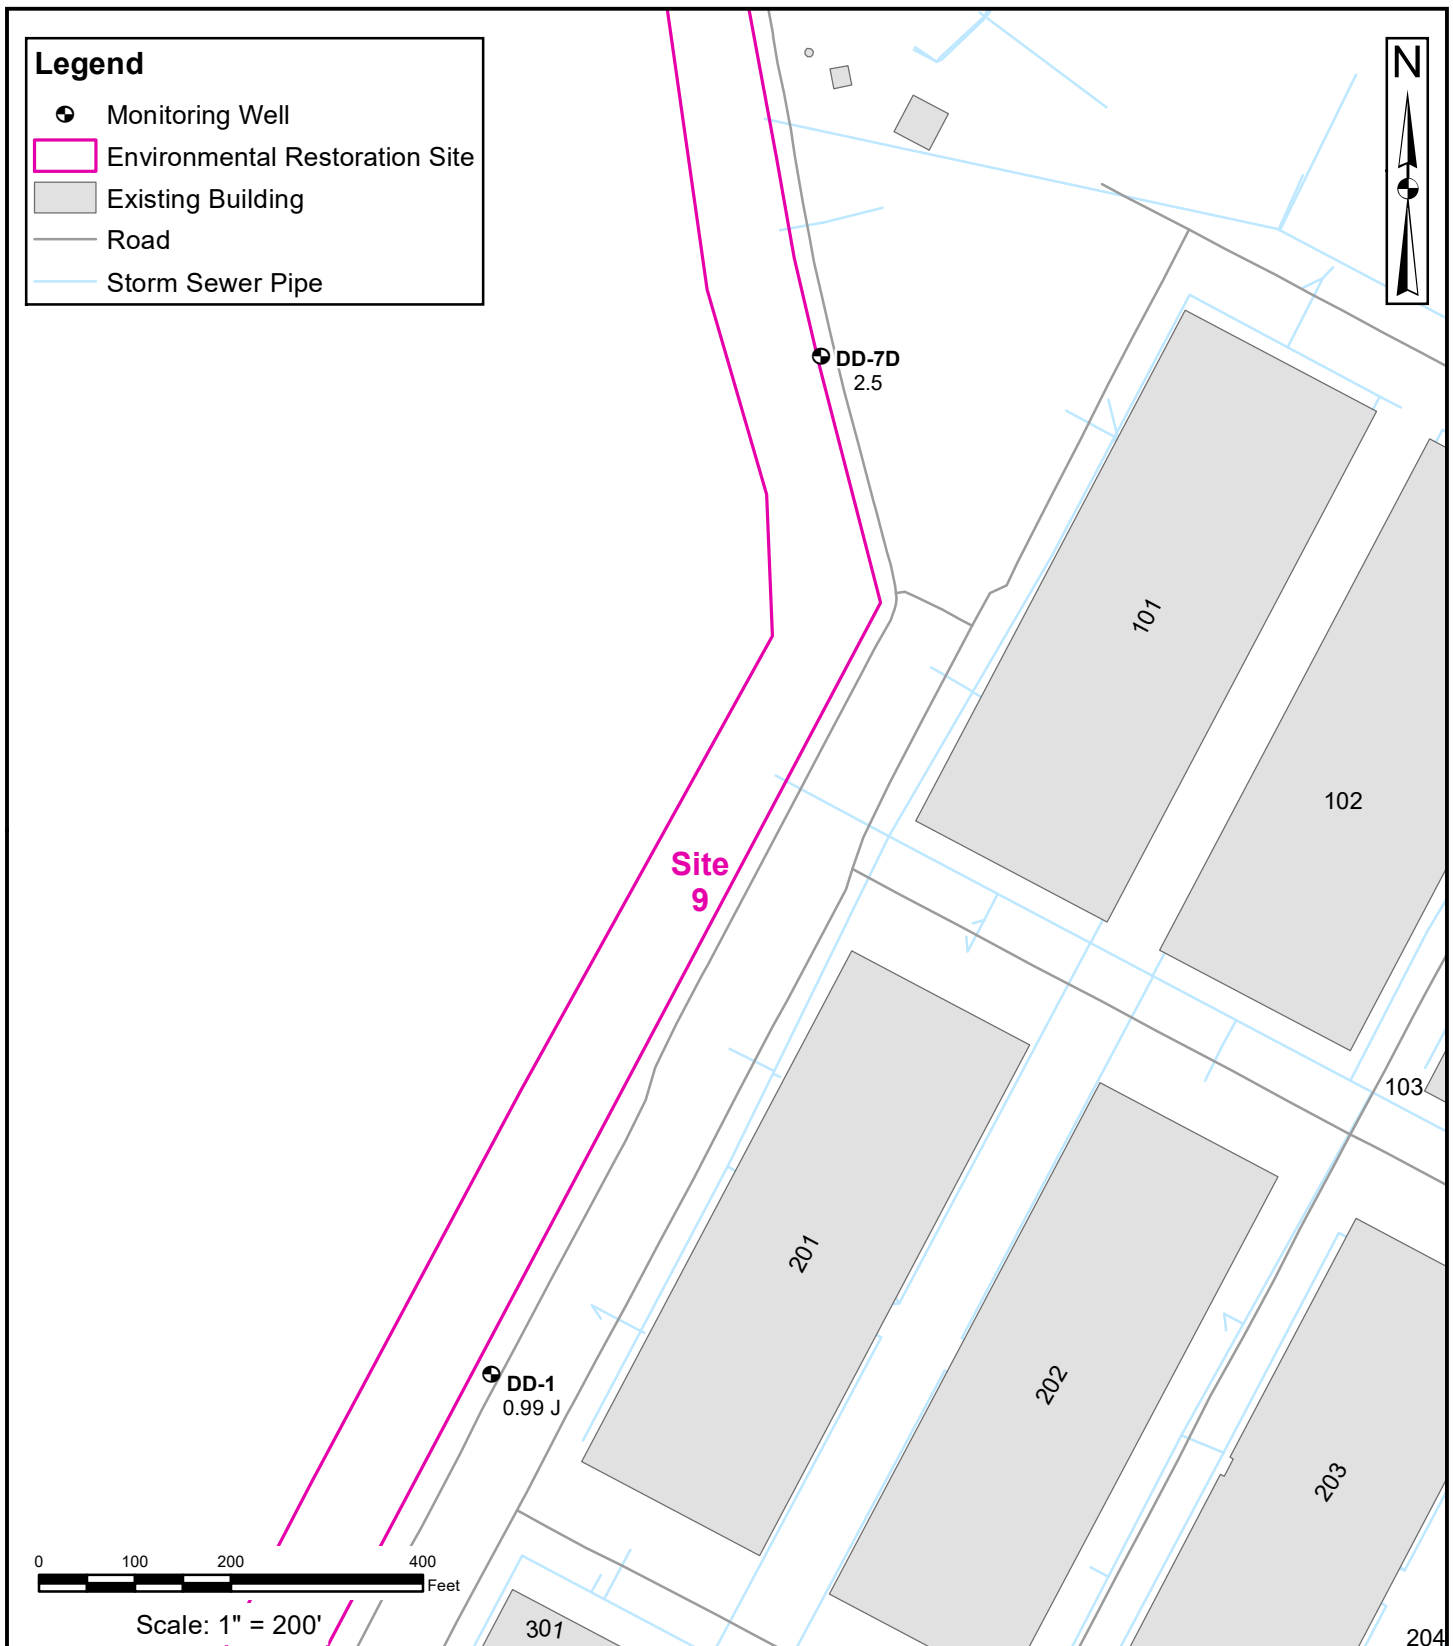 Legend
Monitoring Well
Environmental Restoration Site
Existing Building
Road
Storm Sewer Pipe
N
DD-7D
2.5
101
102
Site
9
103
201
202
DD-1
0.99 J
203
0 100 200 400
Feet
Scale: 1" = 200'
301
204